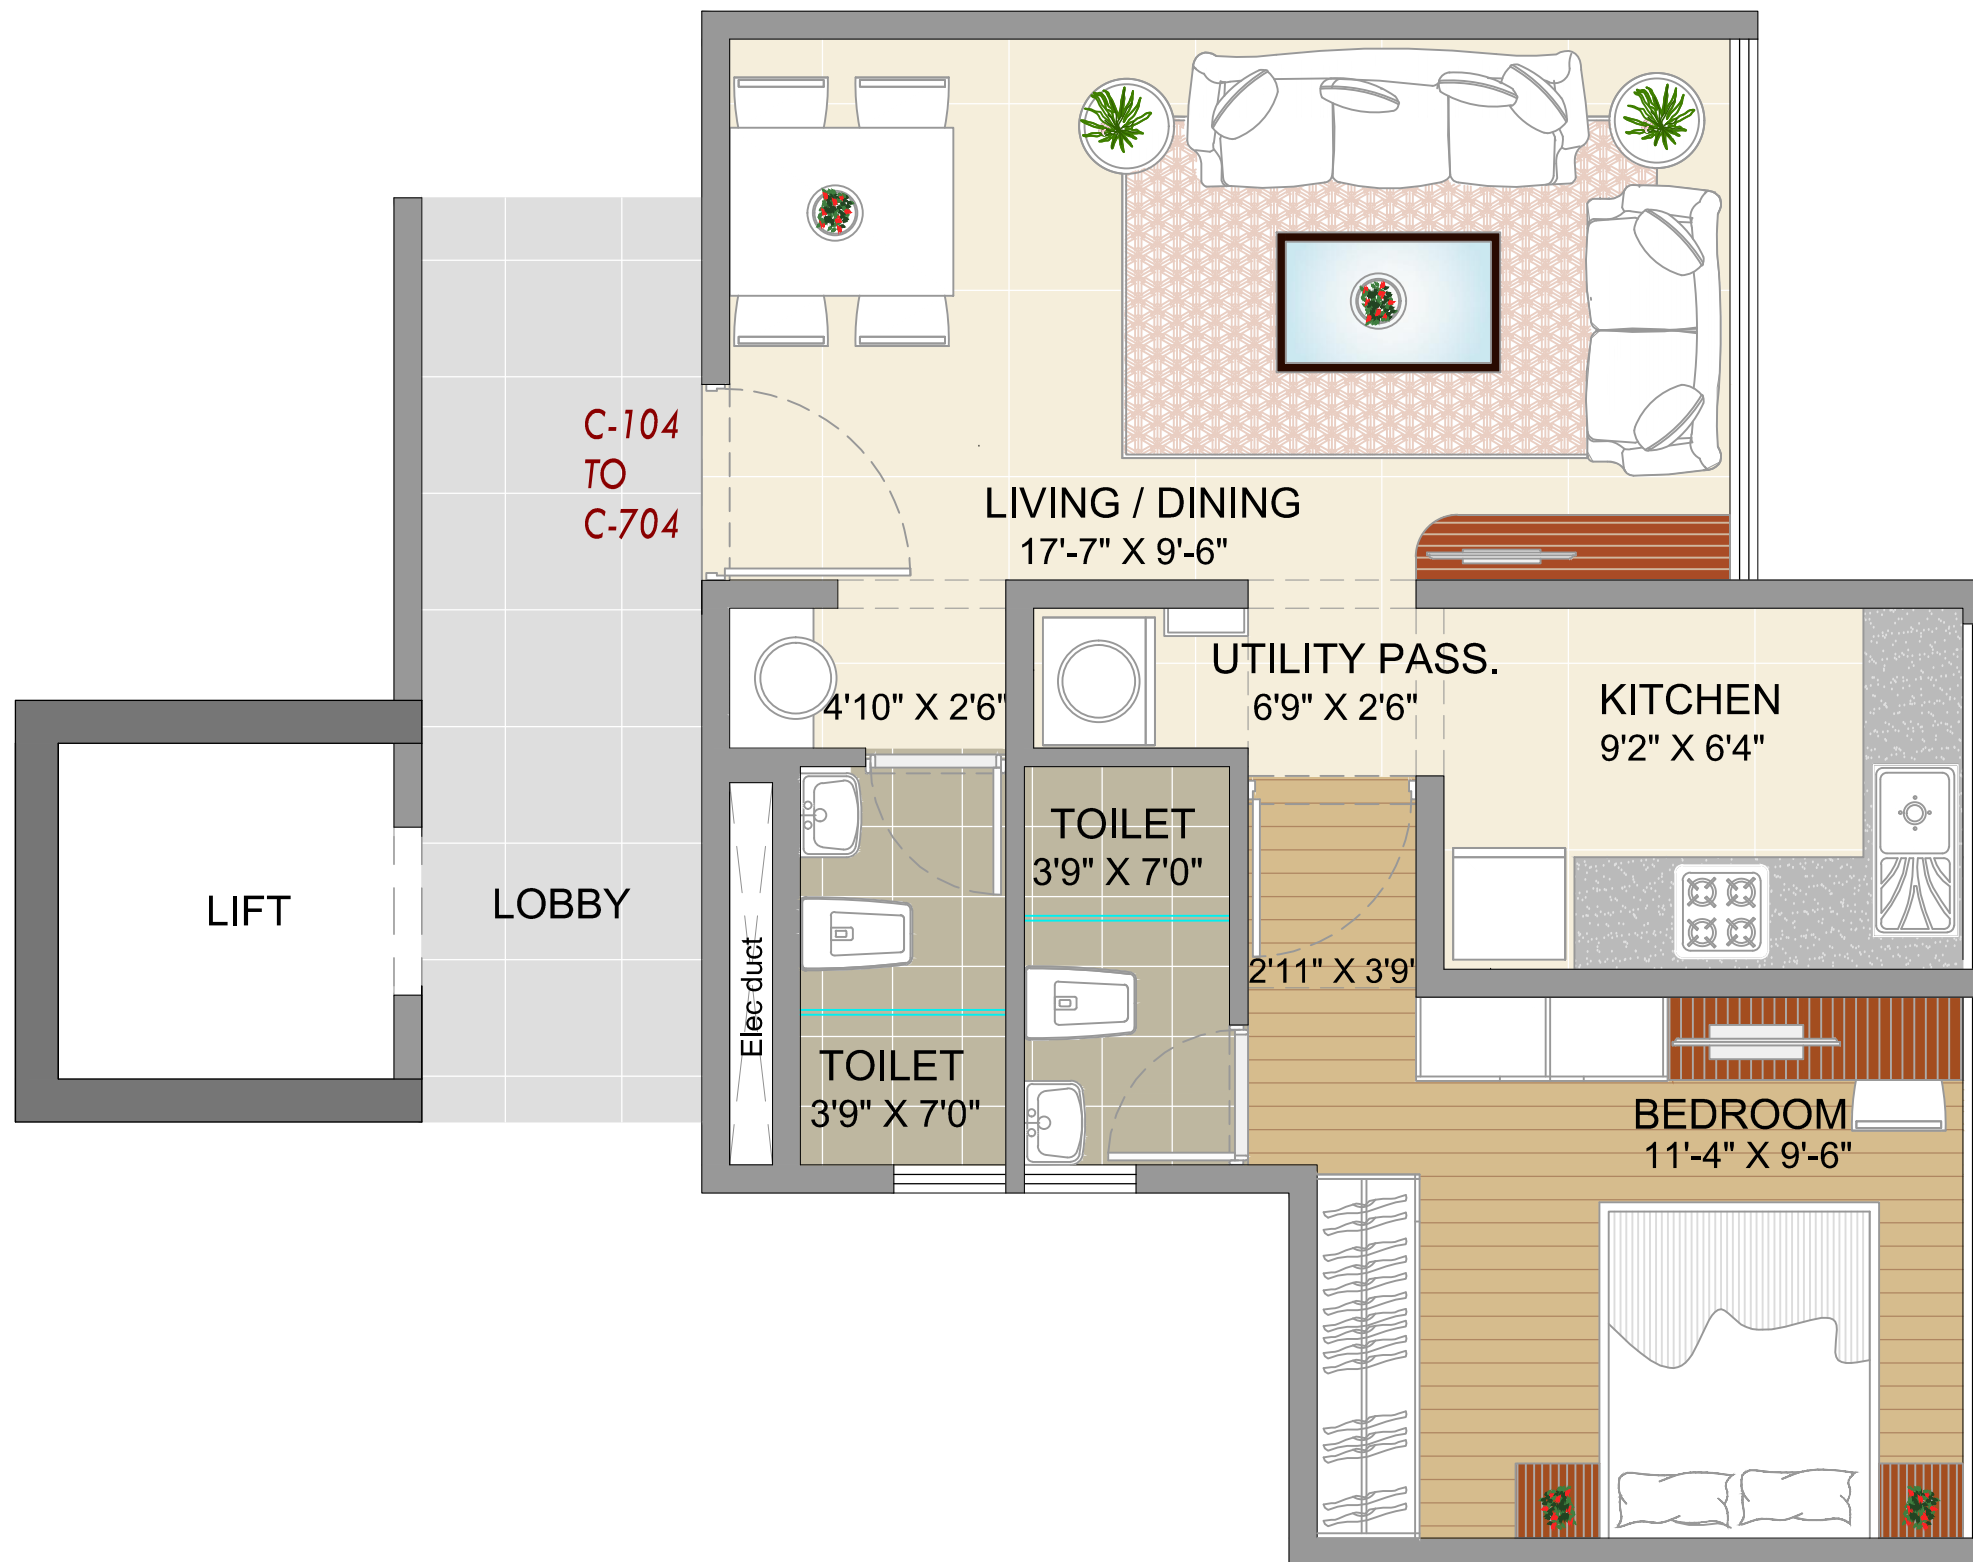 C-104
TO
C-704
LIVING / DINING
17'-7" X 9'-6"
UTILITY PASS.
6'9" X 2'6"
4'10" X 2'6"
KITCHEN
9'2" X 6'4"
TOILET
3'9" X 7'0"
LIFT
LOBBY
Elec duct
2'11" X 3'9'
TOILET
3'9" X 7'0"
BEDROOM
11'-4" X 9'-6"